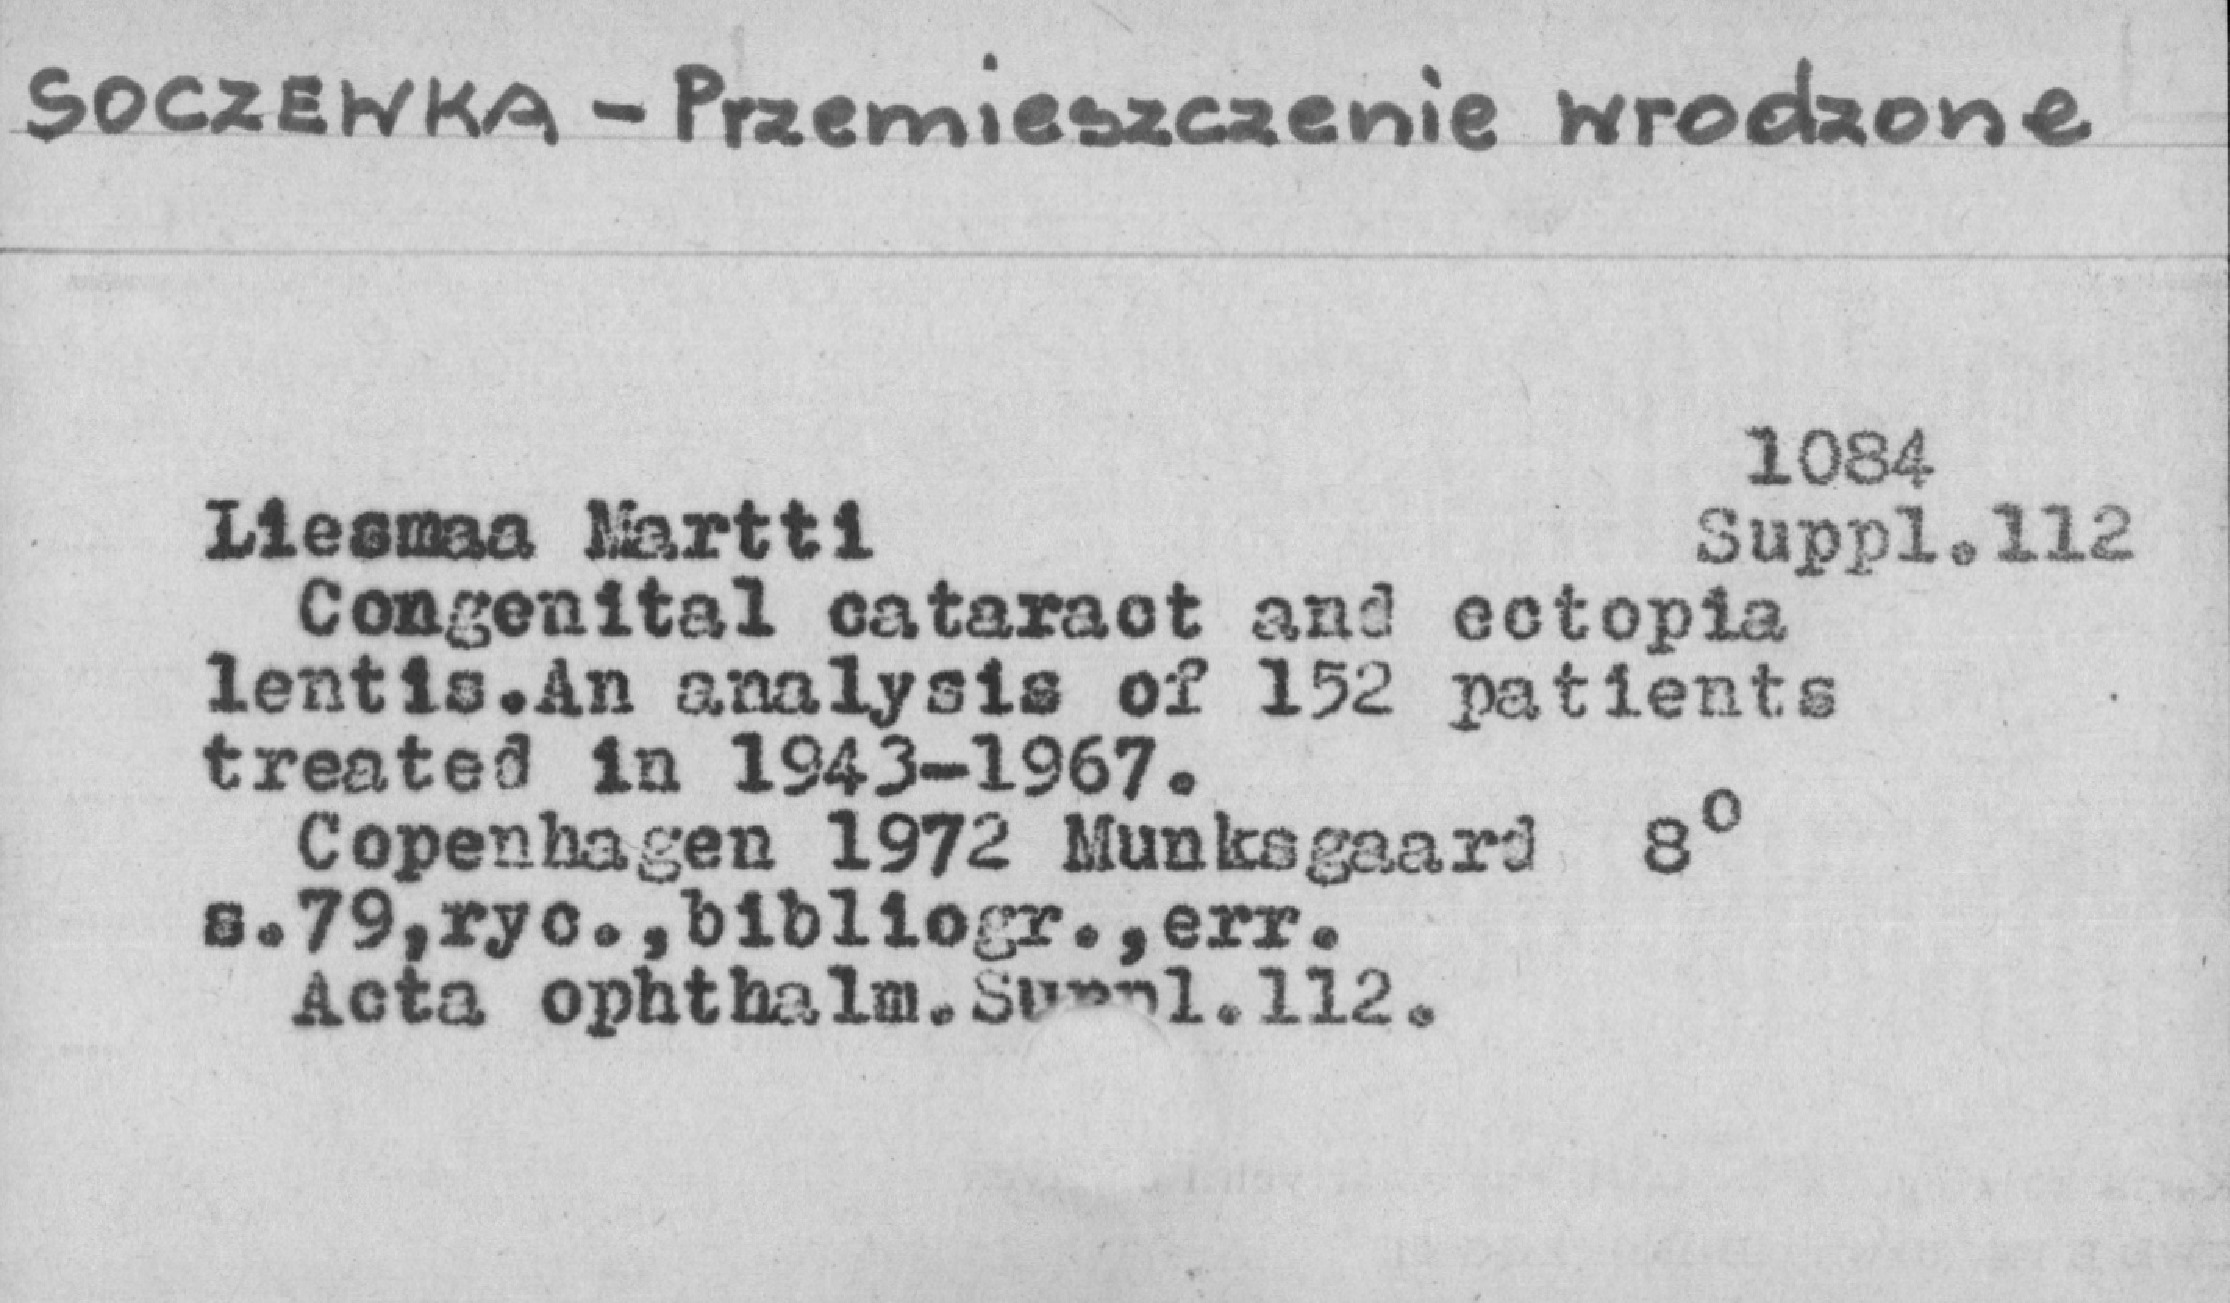 SOCZEWKA - Przemieszczenie wrodzone
1084
Liesmaa Martti Suppl.112
Congenital cataract and ectopia
lentis.An analysis of 152 patients
treated in 1943-1967.
Copenhagen 1972 Munksgaard 8°
s.79,ryc.,bibliogr.,err.
Acta ophthalm.Suppl.112.